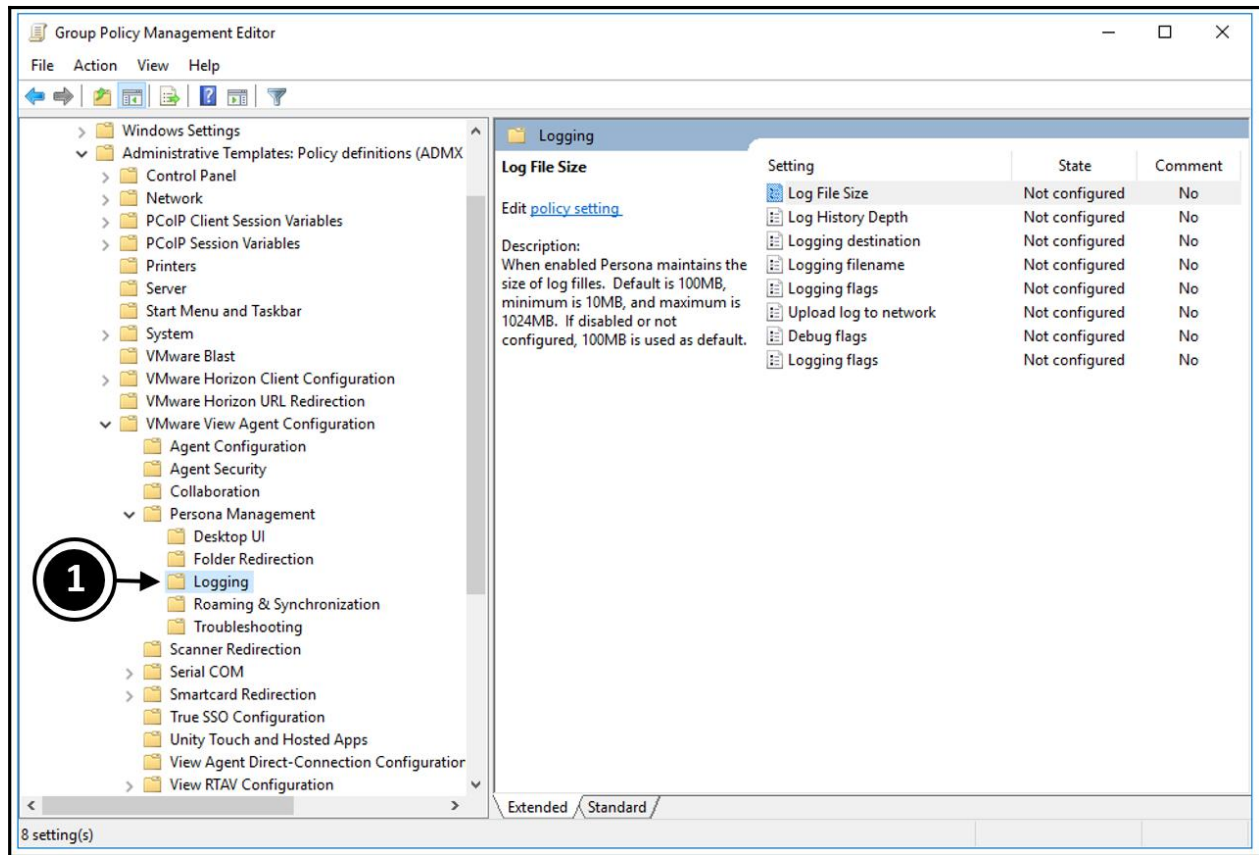 Group Policy Management Editor
File Action View Help
Windows Settings
Administrative Templates: Policy definitions (ADMX
Control Panel
Network
PCoIP Client Session Variables
PCoIP Session Variables
Printers
Server
Start Menu and Taskbar
System
VMware Blast
VMware Horizon Client Configuration
VMware Horizon URL Redirection
VMware View Agent Configuration
Agent Configuration
Agent Security
Collaboration
Persona Management
Desktop UI
Folder Redirection
1
Logging
Roaming & Synchronization
Troubleshooting
Scanner Redirection
Serial COM
Smartcard Redirection
True SSO Configuration
Unity Touch and Hosted Apps
View Agent Direct-Connection Configuration
View RTAV Configuration
Logging
Log File Size
Edit policy setting
Description:
When enabled Persona maintains the
size of log filles. Default is 100MB,
minimum is 10MB, and maximum is
1024MB. If disabled or not
configured, 100MB is used as default.
Setting State Comment
Log File Size Not configured No
Log History Depth Not configured No
Logging destination Not configured No
Logging filename Not configured No
Logging flags Not configured No
Upload log to network Not configured No
Debug flags Not configured No
Logging flags Not configured No
Extended Standard
8 setting(s)